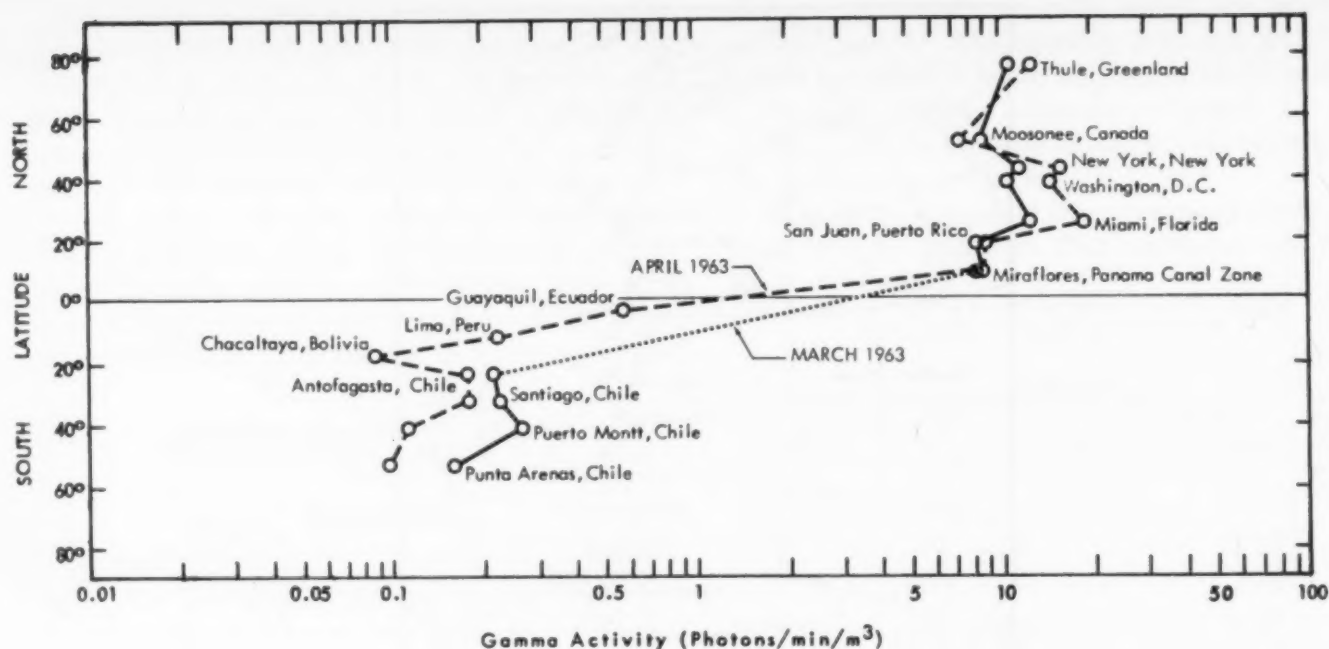 80°
60°
40°
20°
0°
20°
40°
60°
80°
NORTH
LATITUDE
SOUTH
Thule, Greenland
Moosonee, Canada
New York, New York
Washington, D.C.
San Juan, Puerto Rico
Miami, Florida
APRIL 1963
Miraflores, Panama Canal Zone
Guayaquil, Ecuador
Lima, Peru
Chacaltaya, Bolivia
MARCH 1963
Antofagasta, Chile
Santiago, Chile
Puerto Montt, Chile
Punta Arenas, Chile
0.01 0.05 0.1 0.5 1 5 10 50 100
Gamma Activity (Photons/min/m³)